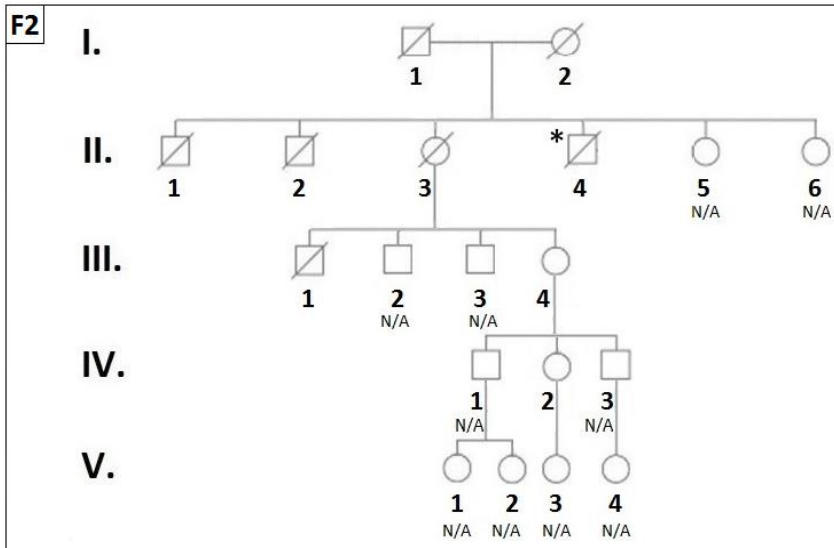 F2
I.
1 2
II.
*
1 2 3 4 5 6
N/A N/A
III.
1 2 3 4
N/A N/A
IV.
1 2 3
N/A N/A
V.
1 2 3 4
N/A N/A N/A N/A